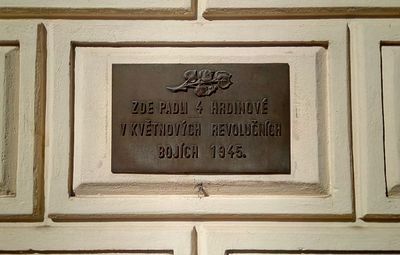 ZDE PADLI 4 HRDINOVÉ
V KVĚTNOVÝCH REVOLUČNÍCH
BOJÍCH 1945.